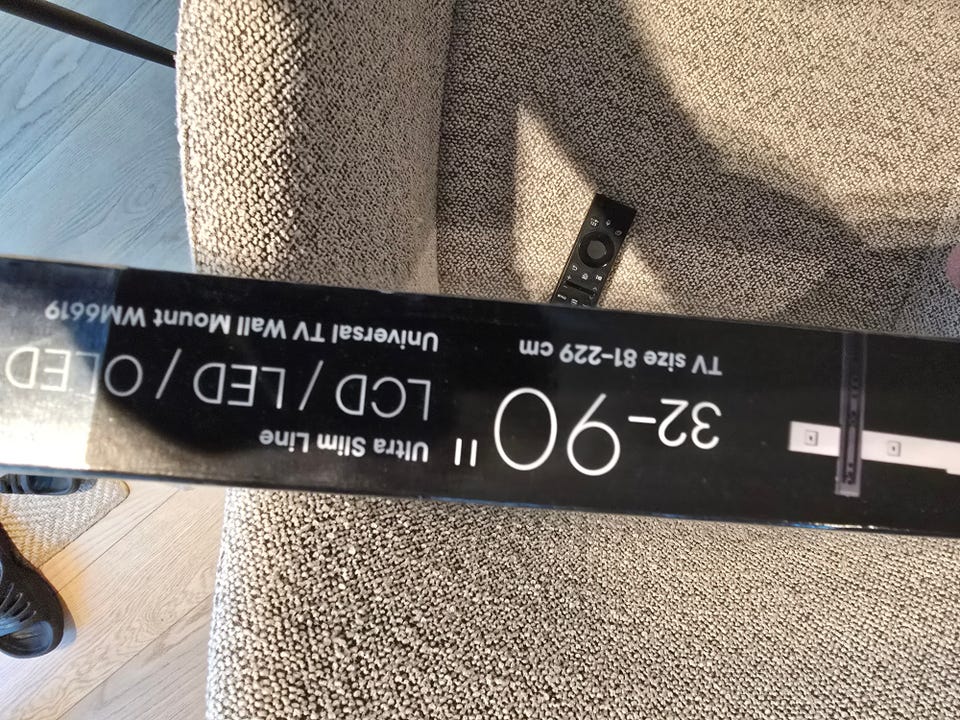 32-90"
TV size 81-229 cm
Ultra Slim Line
LCD / LED / OLED
Universal TV Wall Mount WM6619